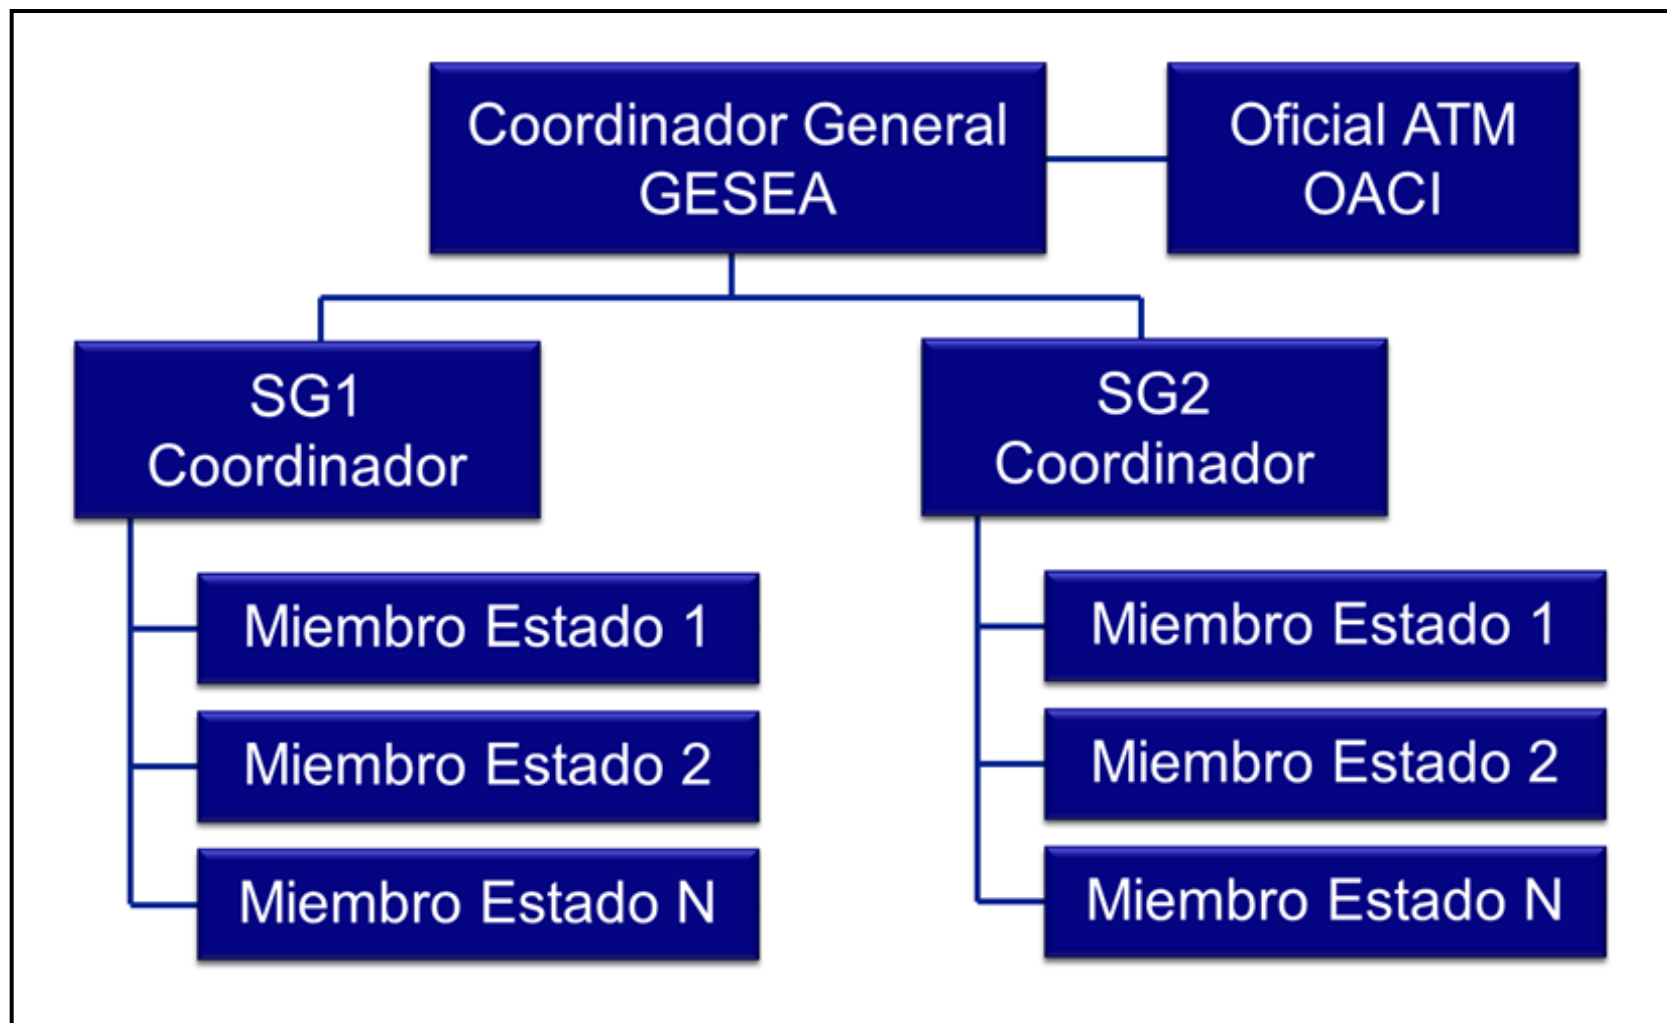 Coordinador General
GESEA
Oficial ATM
OACI
SG1
Coordinador
SG2
Coordinador
Miembro Estado 1
Miembro Estado 2
Miembro Estado N
Miembro Estado 1
Miembro Estado 2
Miembro Estado N